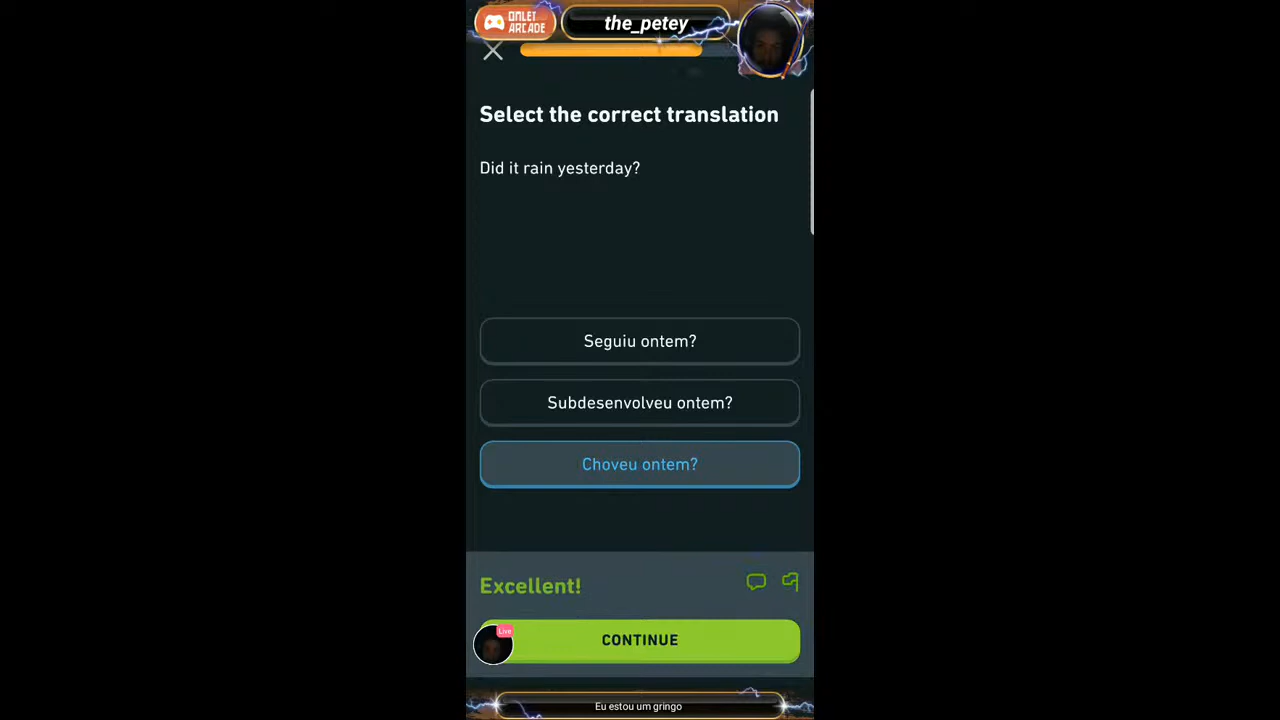 OMLET
ARCADE
the_petey
Select the correct translation
Did it rain yesterday?
Seguiu ontem?
Subdesenvolveu ontem?
Choveu ontem?
Excellent!
Live
CONTINUE
Eu estou um gringo